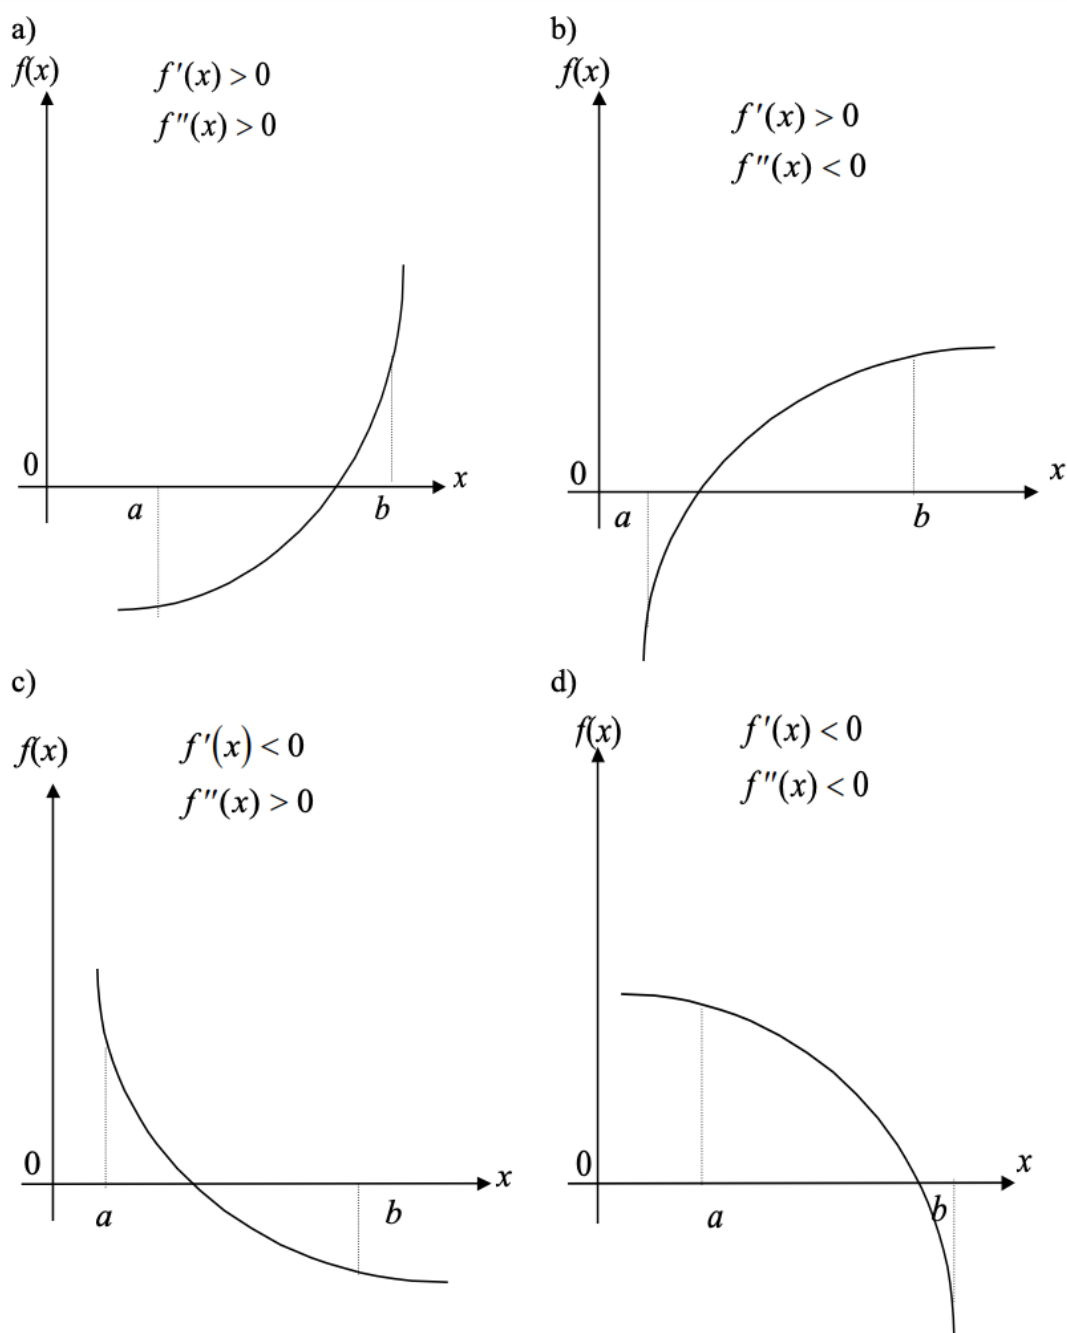 a)
f(x)
f′(x) > 0
f″(x) > 0
0
a
b
x
b)
f(x)
f′(x) > 0
f″(x) < 0
0
a
b
x
c)
f(x)
f′(x) < 0
f″(x) > 0
0
a
b
x
d)
f(x)
f′(x) < 0
f″(x) < 0
0
a
b
x